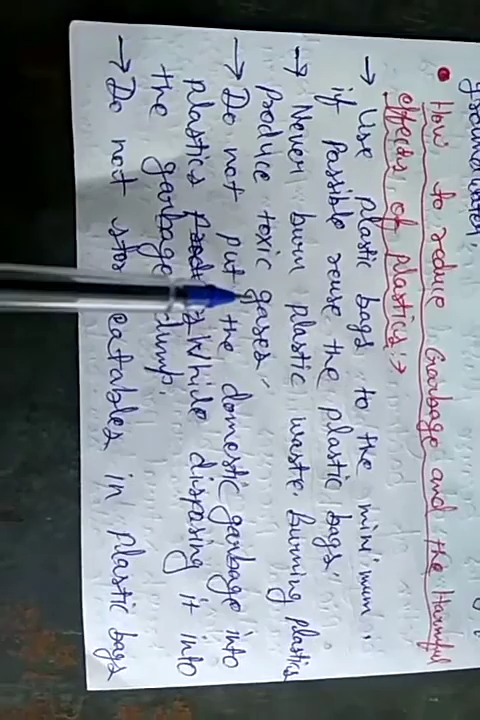 groundwater.
• How to reduce Garbage and the Harmful
effects of plastics :→
→ Use plastic bags to the minimum,
if possible reuse the plastic bags.
→ Never burn plastic waste. Burning plastics
produce toxic gases.
→ Do not put the domestic garbage into
plastics while disposing it into
the garbage dump.
→ Do not eatables in plastic bags